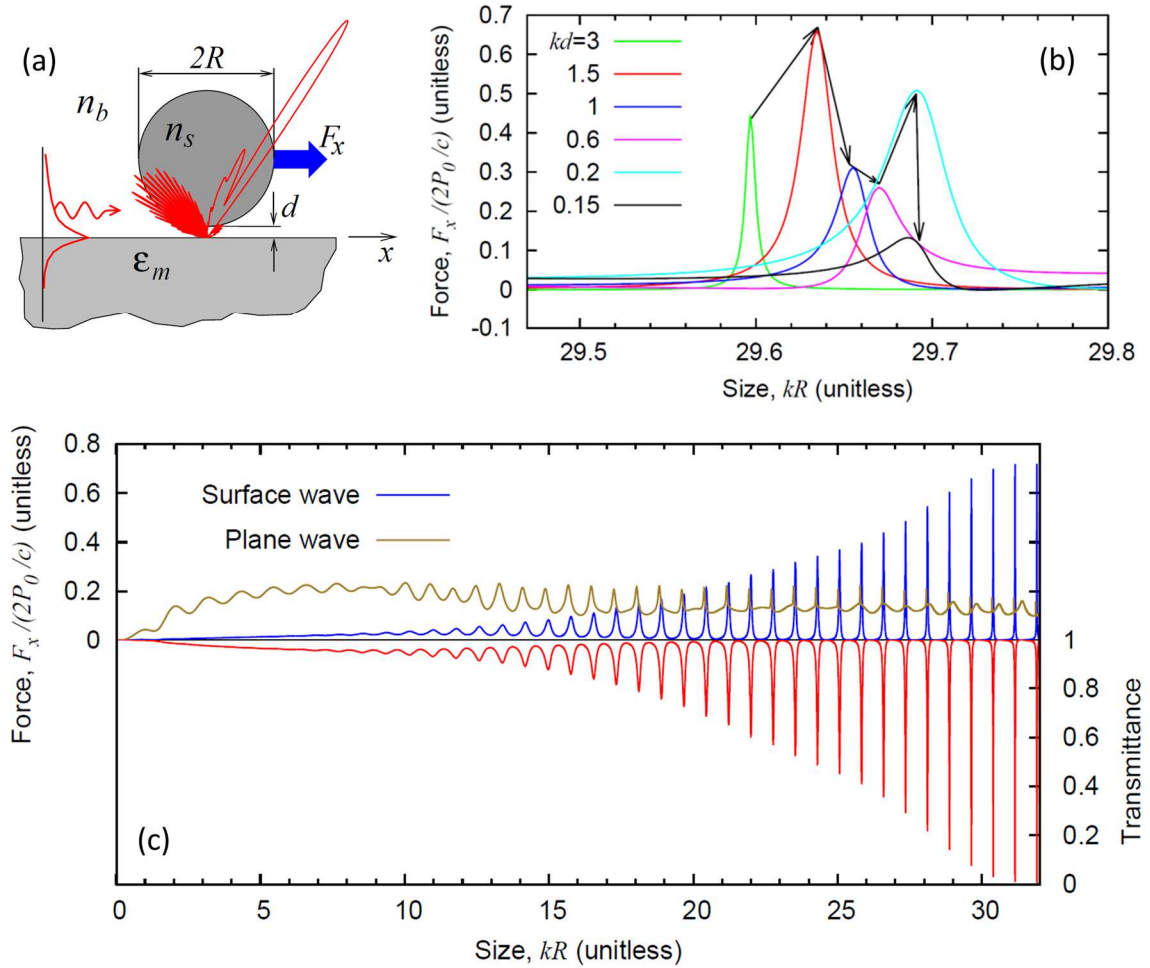 (a)
2R
n_b
n_s
F_x
d
x
ε_m
Force, F_x/(2P_0/c) (unitless)
0.7
0.6
0.5
0.4
0.3
0.2
0.1
0
-0.1
kd=3
1.5
1
0.6
0.2
0.15
(b)
29.5 29.6 29.7 29.8
Size, kR (unitless)
Force, F_x/(2P_0/c) (unitless)
0.8
0.6
0.4
0.2
0
Surface wave
Plane wave
1
0.8
0.6
0.4
0.2
0
Transmittance
(c)
0 5 10 15 20 25 30
Size, kR (unitless)